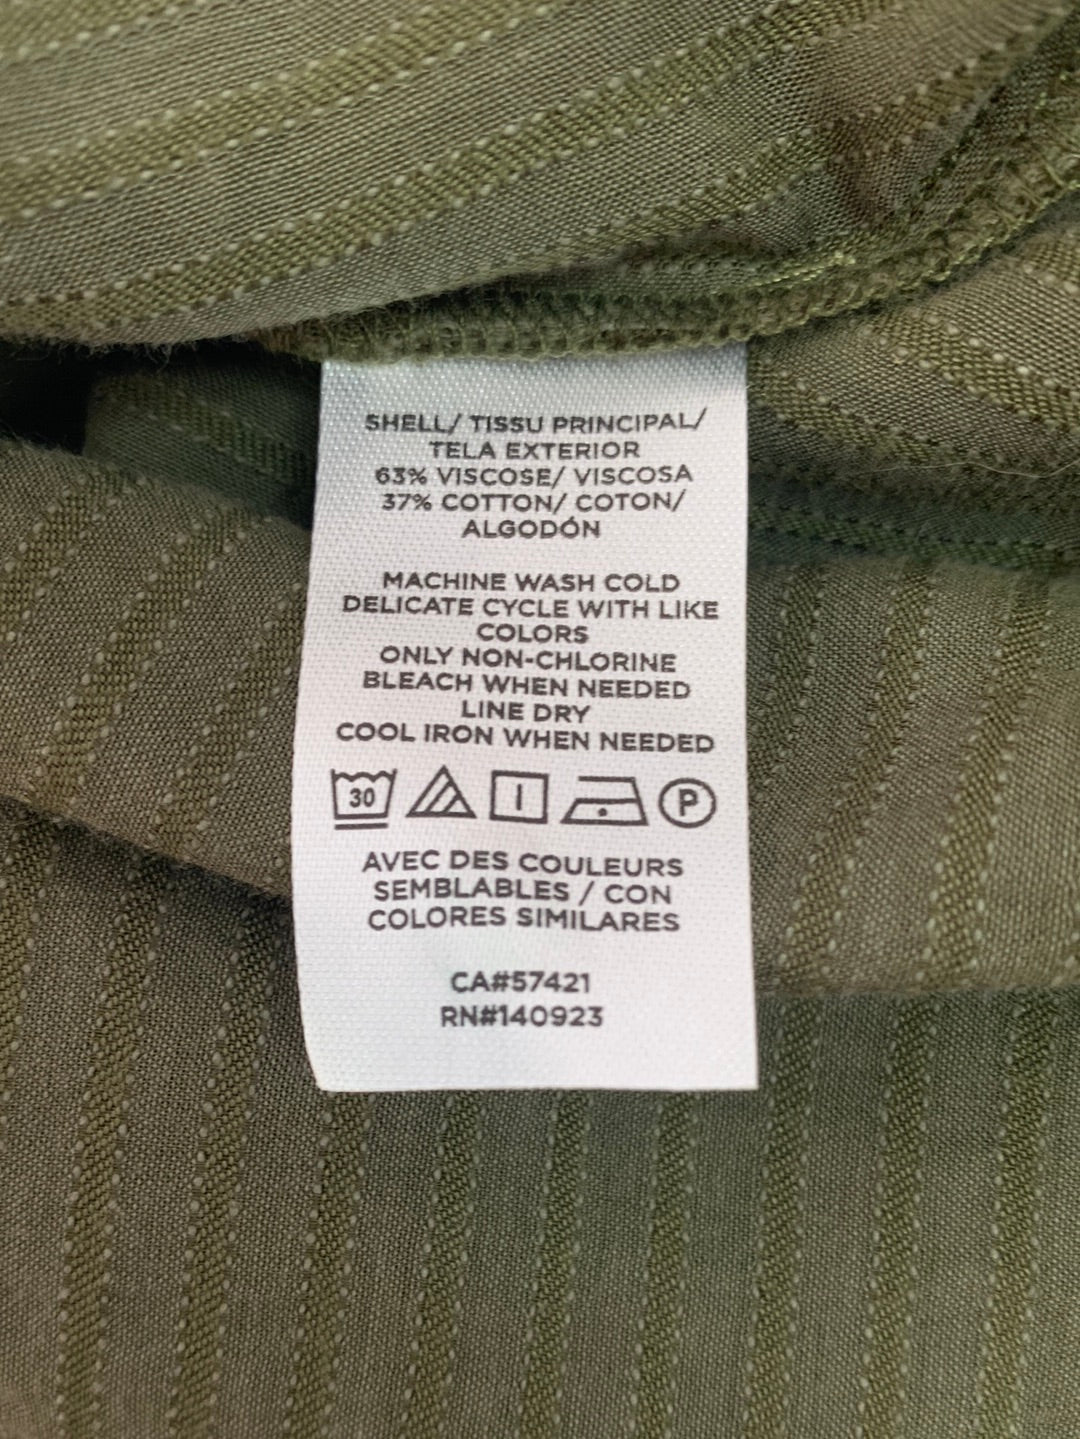 SHELL/ TISSU PRINCIPAL/
TELA EXTERIOR
63% VISCOSE/ VISCOSA
37% COTTON/ COTON/
ALGODÓN
MACHINE WASH COLD
DELICATE CYCLE WITH LIKE
COLORS
ONLY NON-CHLORINE
BLEACH WHEN NEEDED
LINE DRY
COOL IRON WHEN NEEDED
30 P
AVEC DES COULEURS
SEMBLABLES / CON
COLORES SIMILARES
CA#57421
RN#140923